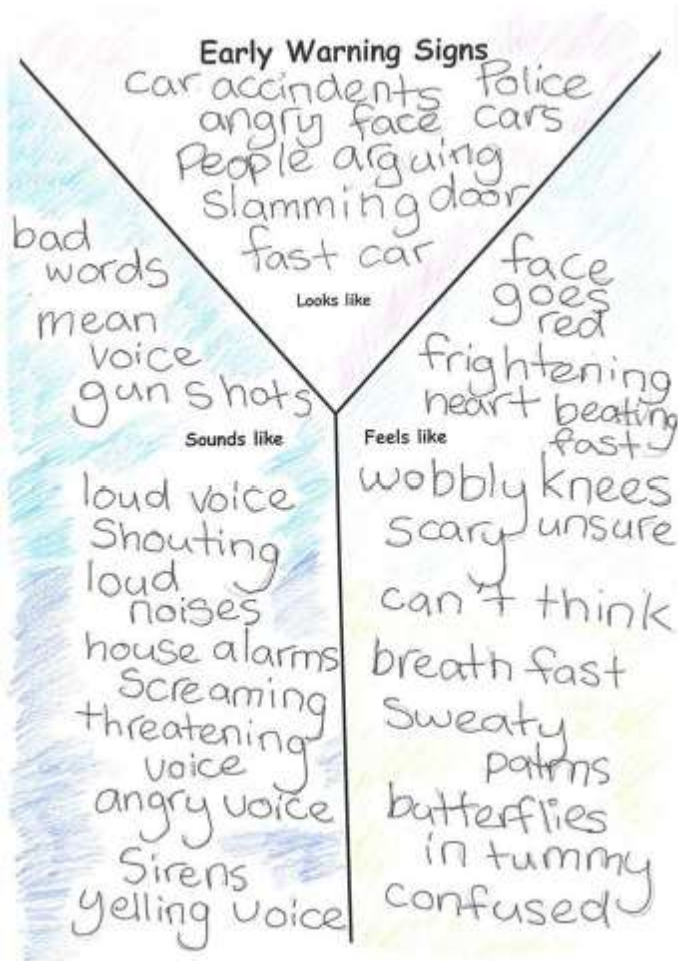 Early Warning Signs
car accindents Police
angry face cars
People arguing
slamming door
fast car
Looks like
bad
words
mean
voice
gun shots
Sounds like
loud voice
Shouting
loud
noises
house alarms
Screaming
threatening
voice
angry voice
Sirens
yelling voice
face
goes
red
frightening
heart beating
fast
Feels like
wobbly knees
scary unsure
can't think
breath fast
Sweaty
palms
butterflies
in tummy
confused